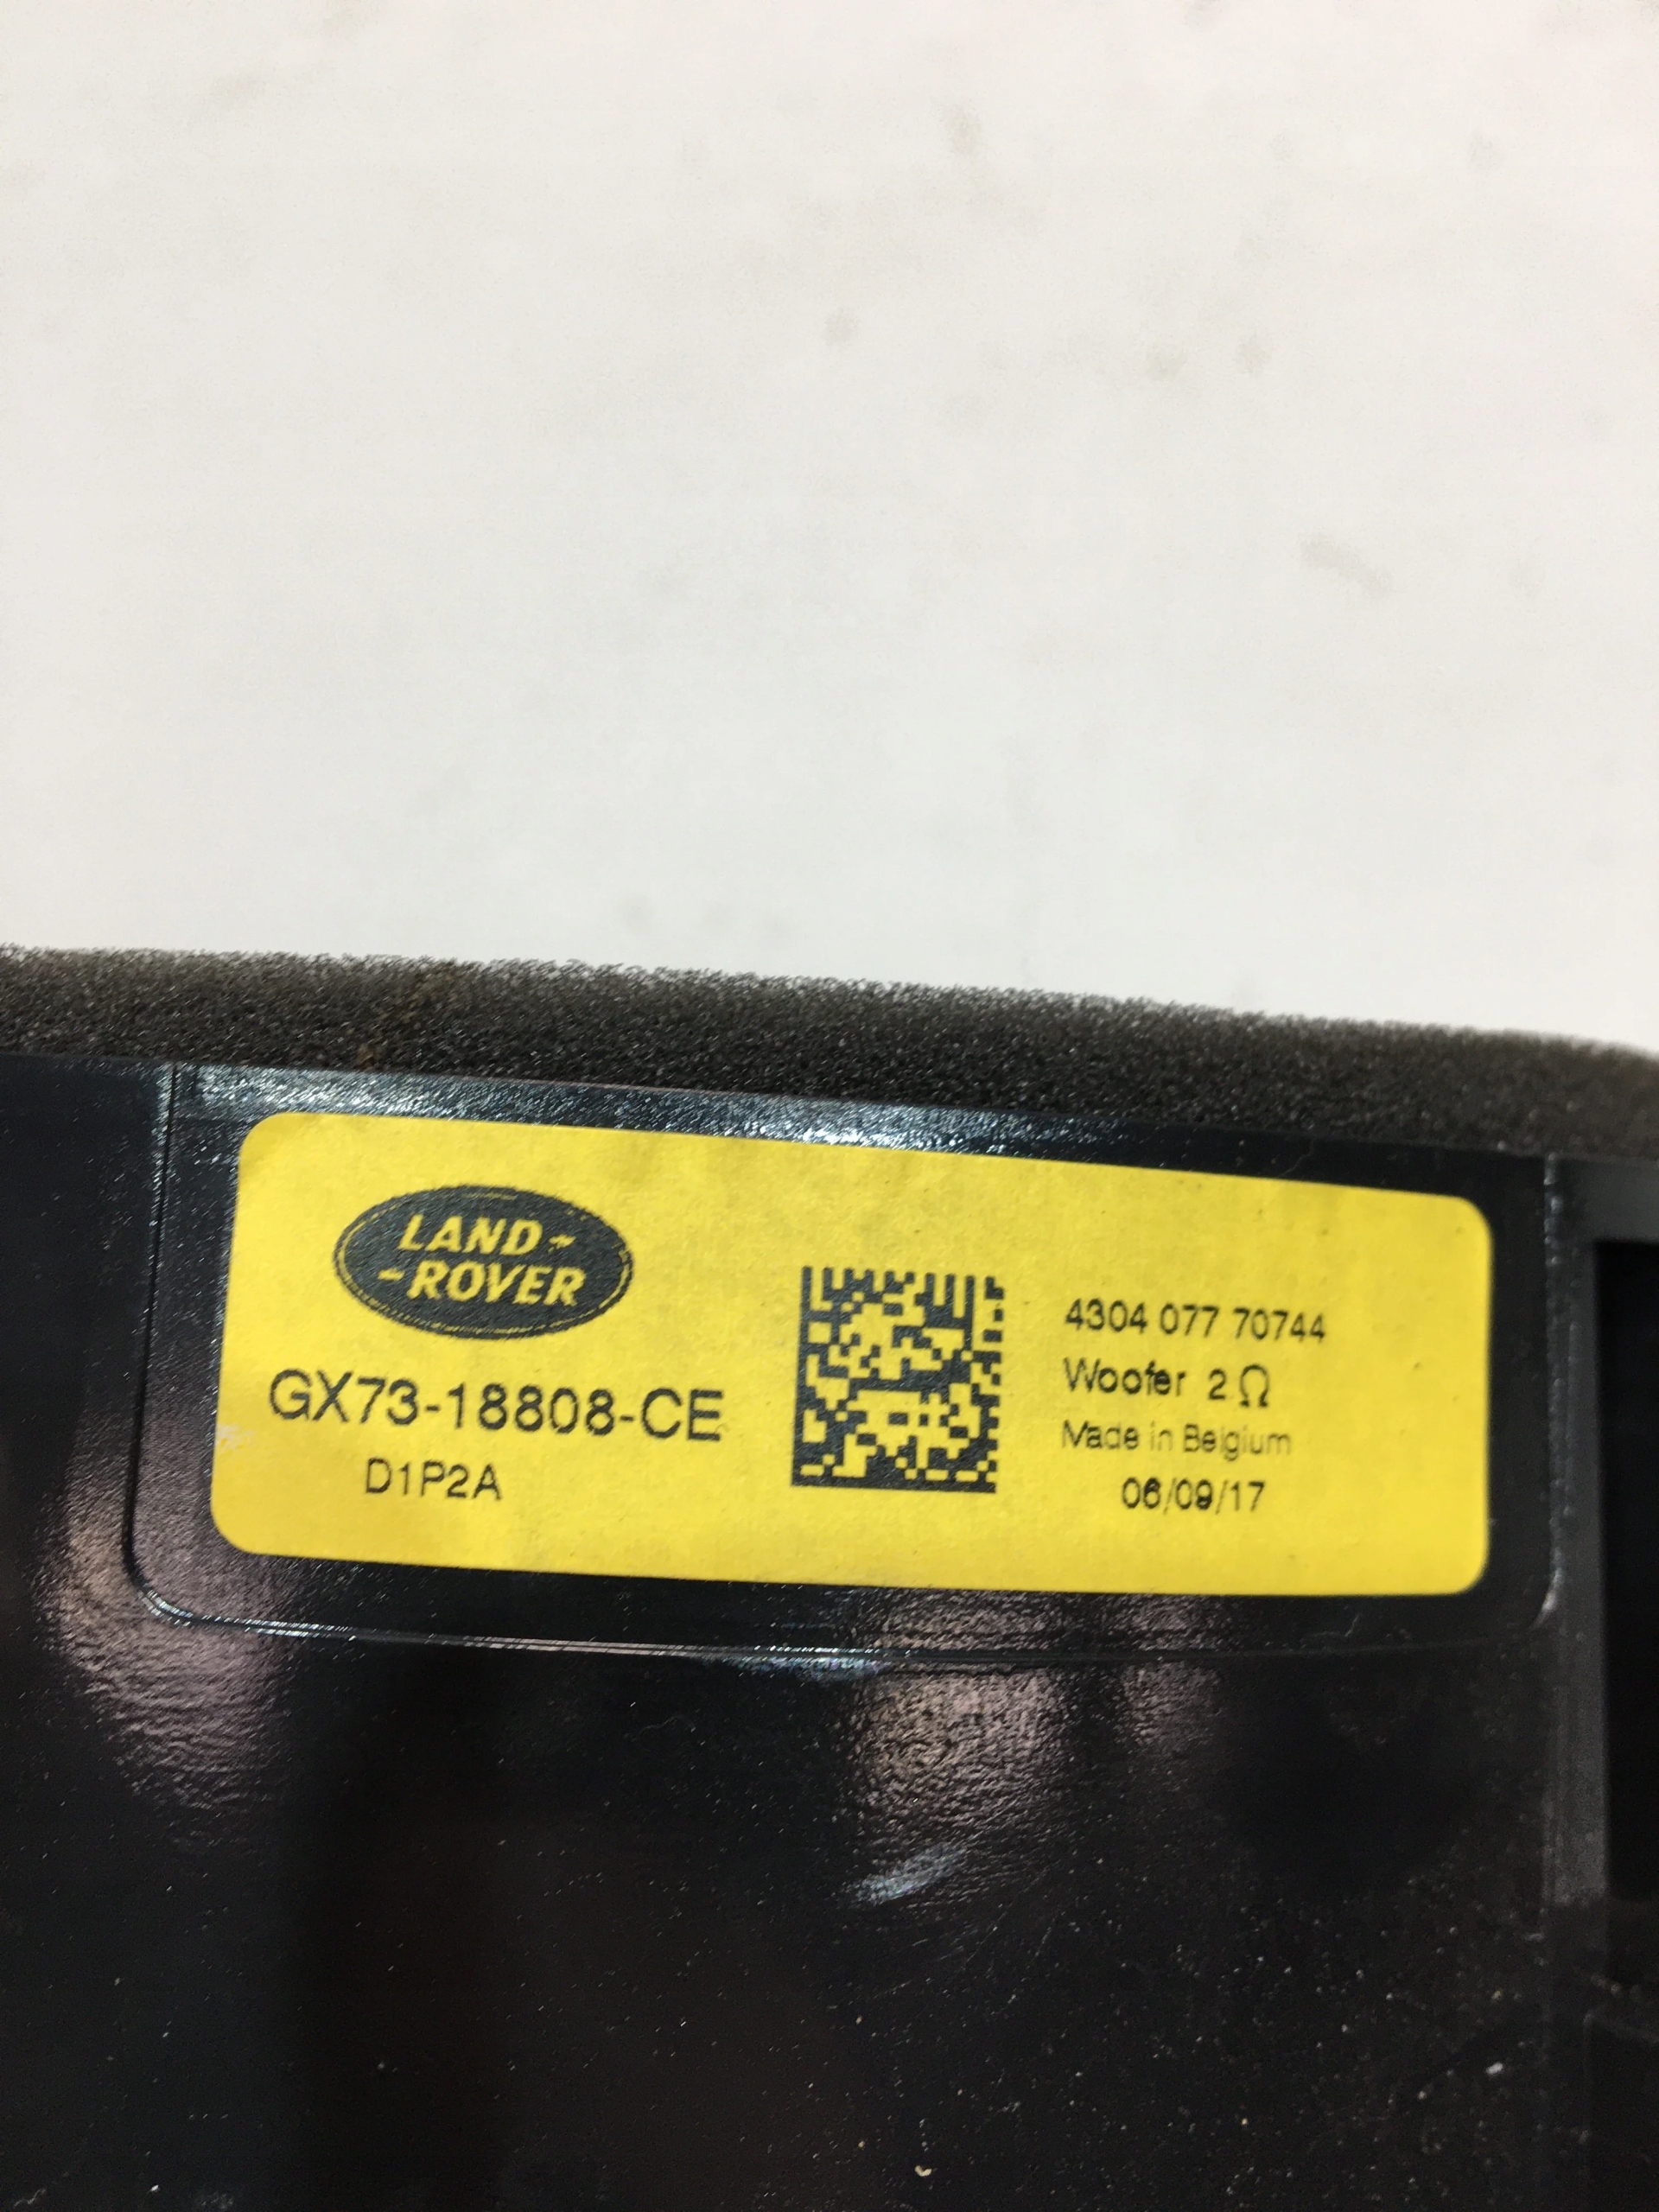 LAND-
-ROVER
GX73-18808-CE
D1P2A
4304 077 70744
Woofer 2 Ω
Made in Belgium
06/09/17